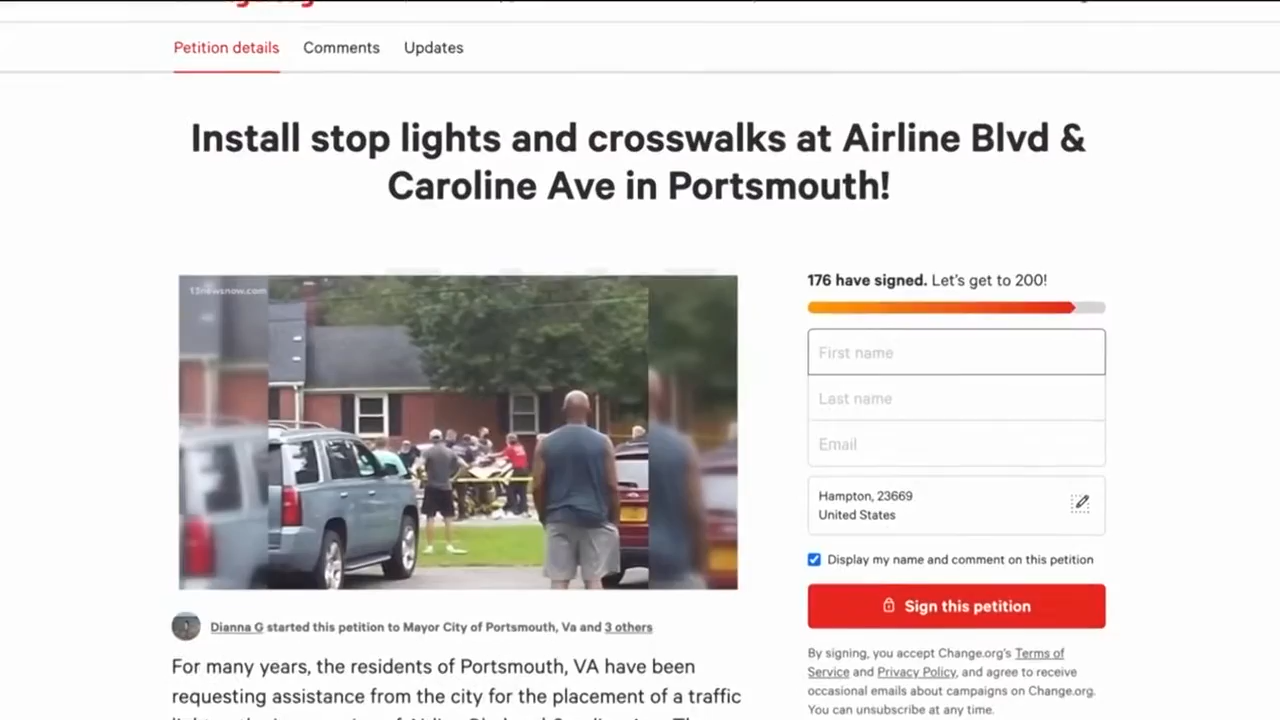 Petition details Comments Updates
Install stop lights and crosswalks at Airline Blvd &
Caroline Ave in Portsmouth!
13newsnow.com
176 have signed. Let's get to 200!
First name
Last name
Email
Hampton, 23669
United States
Display my name and comment on this petition
Sign this petition
By signing, you accept Change.org's Terms of
Service and Privacy Policy, and agree to receive
occasional emails about campaigns on Change.org.
You can unsubscribe at any time.
Dianna G started this petition to Mayor City of Portsmouth, Va and 3 others
For many years, the residents of Portsmouth, VA have been
requesting assistance from the city for the placement of a traffic